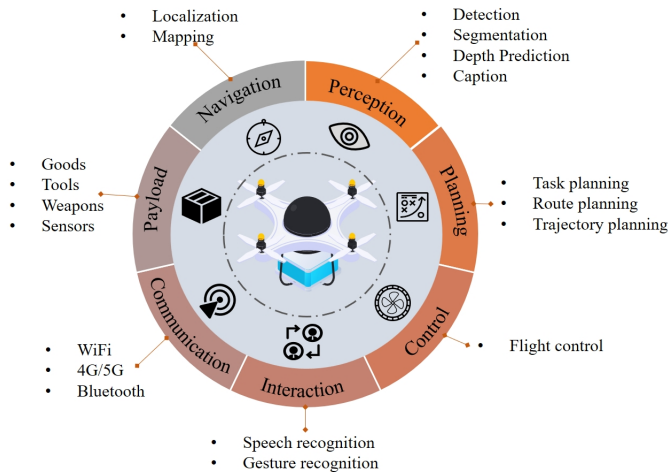 • Localization
• Mapping
• Detection
• Segmentation
• Depth Prediction
• Caption
Navigation
Perception
• Goods
• Tools
• Weapons
• Sensors
Payload
Planning
• Task planning
• Route planning
• Trajectory planning
Communication
Interaction
Control
• WiFi
• 4G/5G
• Bluetooth
• Flight control
• Speech recognition
• Gesture recognition